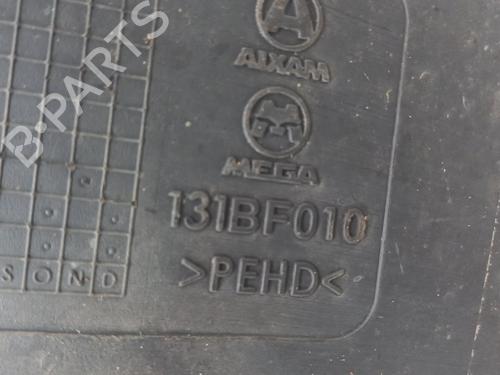 A
AIXAM
MEGA
131BF010
>PEHD<
S O N D
B-PARTS